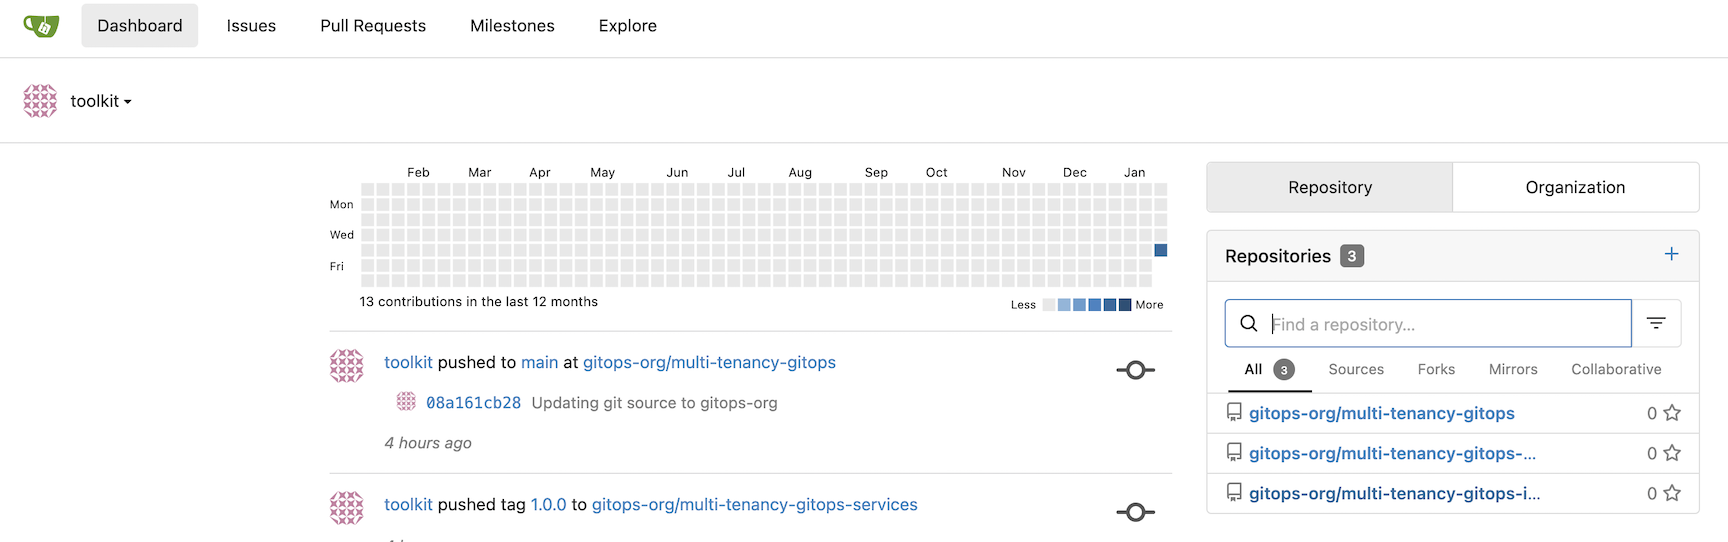 Dashboard Issues Pull Requests Milestones Explore
toolkit
Feb Mar Apr May Jun Jul Aug Sep Oct Nov Dec Jan
Mon
Wed
Fri
13 contributions in the last 12 months
Less More
toolkit pushed to main at gitops-org/multi-tenancy-gitops
08a161cb28 Updating git source to gitops-org
4 hours ago
toolkit pushed tag 1.0.0 to gitops-org/multi-tenancy-gitops-services
Repository Organization
Repositories 3
Find a repository...
All 3 Sources Forks Mirrors Collaborative
gitops-org/multi-tenancy-gitops 0
gitops-org/multi-tenancy-gitops-... 0
gitops-org/multi-tenancy-gitops-i... 0